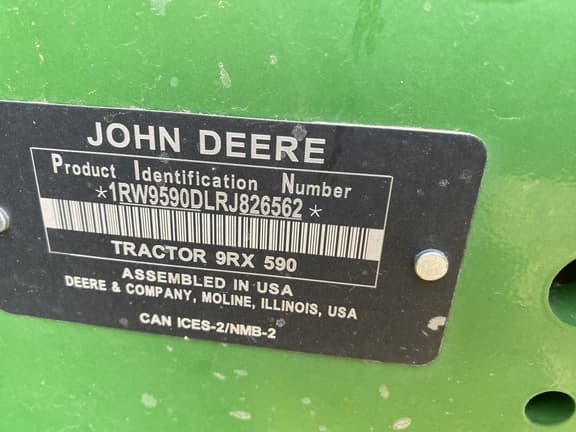 JOHN DEERE
Product Identification Number
*1RW9590DLRJ826562*
TRACTOR 9RX 590
ASSEMBLED IN USA
DEERE & COMPANY, MOLINE, ILLINOIS, USA
CAN ICES-2/NMB-2